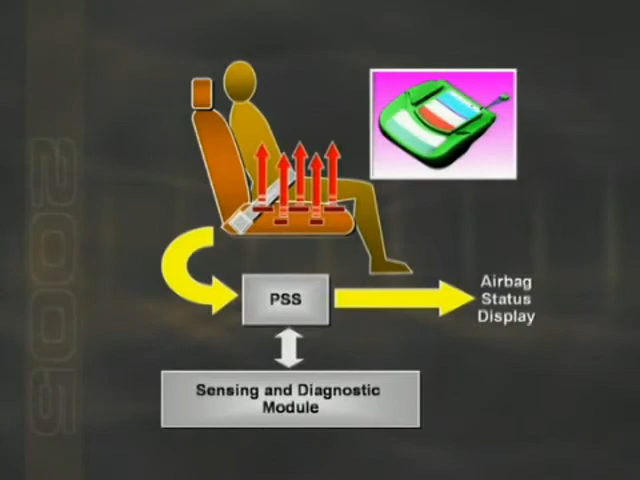 2005
Airbag
Status
Display
PSS
Sensing and Diagnostic
Module